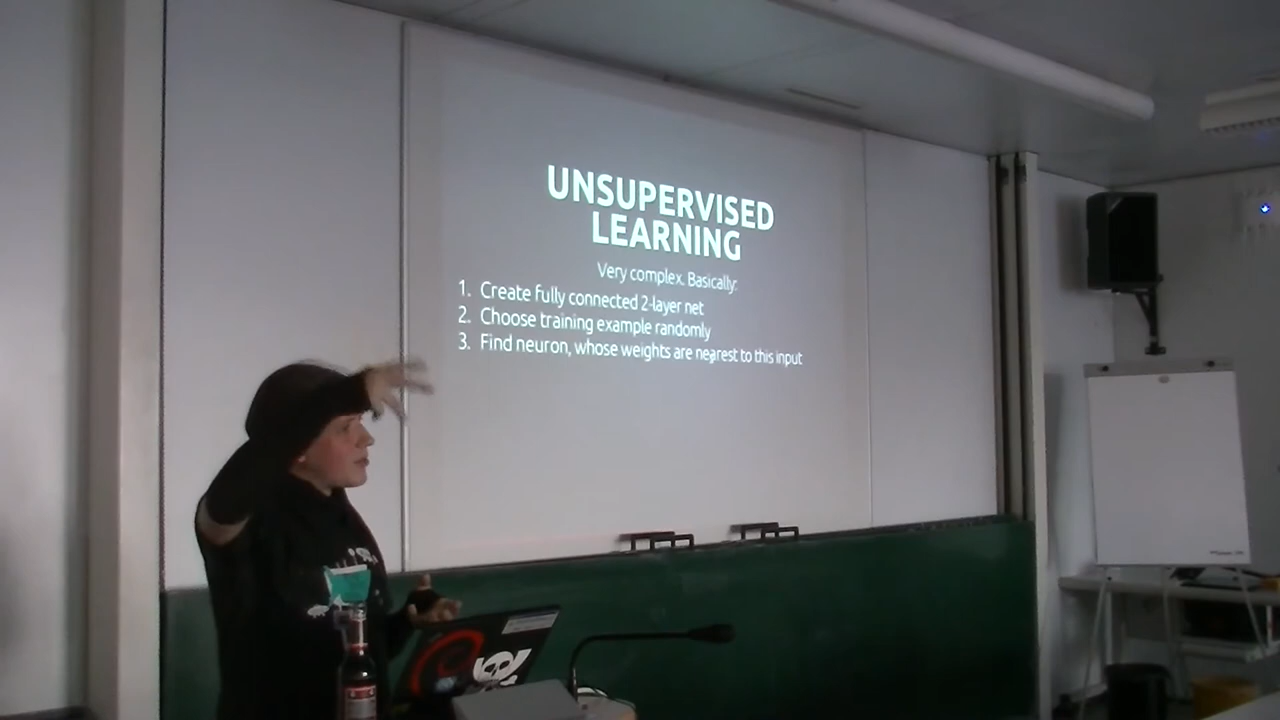 UNSUPERVISED
LEARNING
Very complex. Basically:
1. Create fully connected 2-layer net
2. Choose training example randomly
3. Find neuron, whose weights are nearest to this input